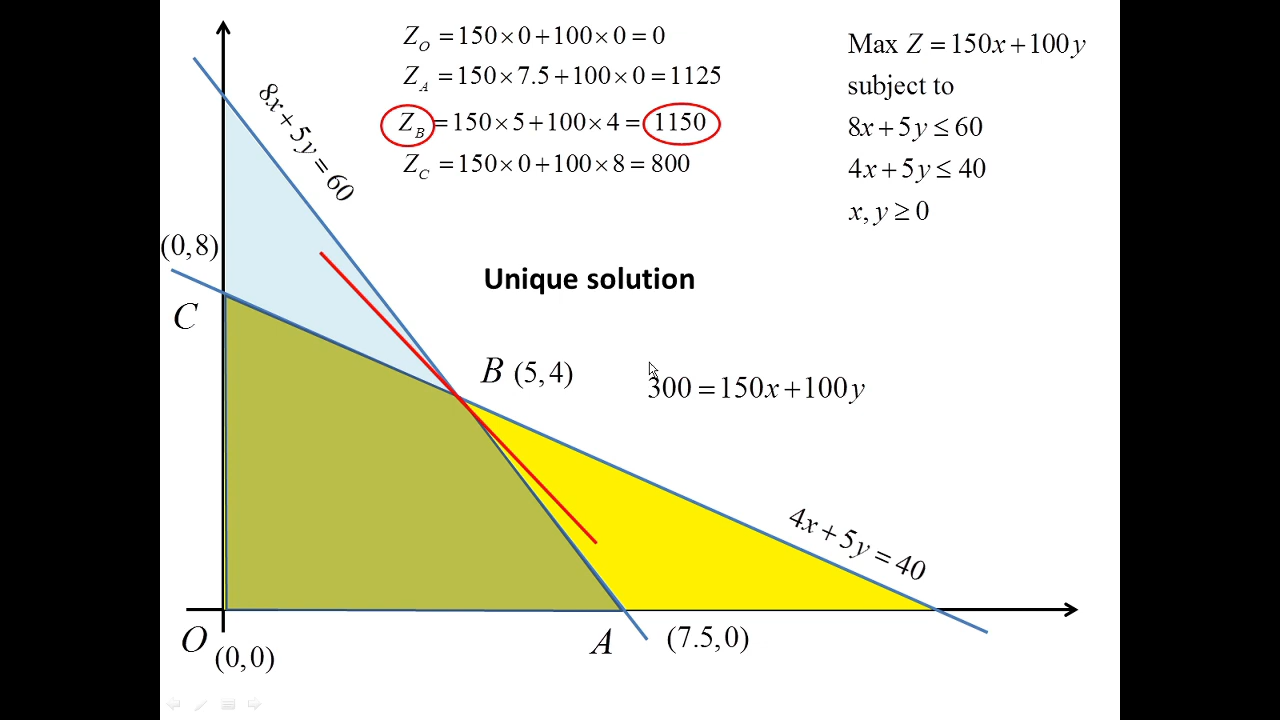 Z_O = 150 × 0 + 100 × 0 = 0
Z_A = 150 × 7.5 + 100 × 0 = 1125
Z_B = 150 × 5 + 100 × 4 = 1150
Z_C = 150 × 0 + 100 × 8 = 800
Max Z = 150x + 100y
subject to
8x + 5y ≤ 60
4x + 5y ≤ 40
x, y ≥ 0
8x + 5y = 60
(0, 8)
C
Unique solution
B (5, 4)
300 = 150x + 100y
4x + 5y = 40
O
(0, 0)
A
(7.5, 0)